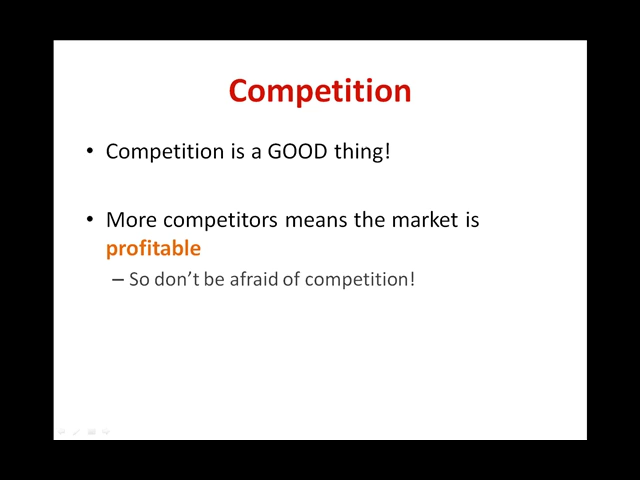 Competition
• Competition is a GOOD thing!
• More competitors means the market is
profitable
– So don't be afraid of competition!